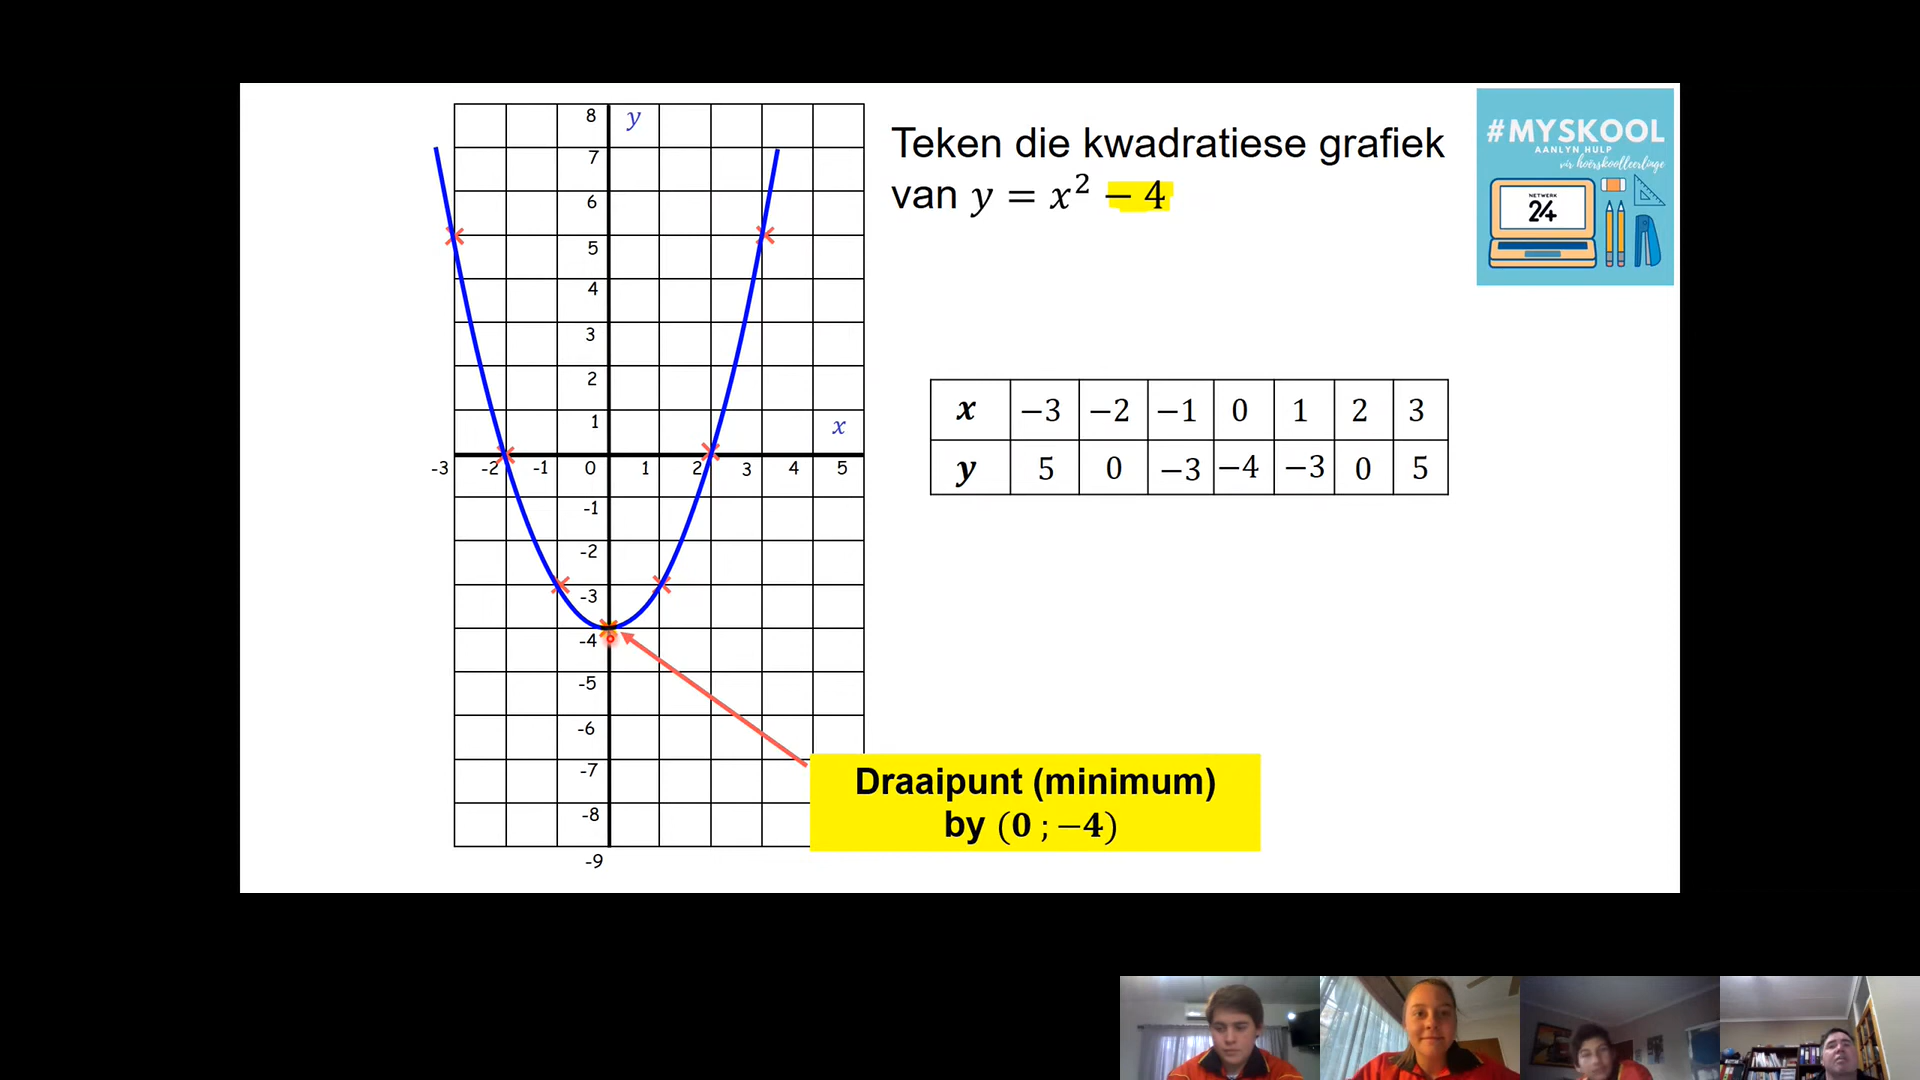 Teken die kwadratiese grafiek
van y = x² − 4
#MYSKOOL
AANLYN HULP
vir hoërskoolleerlinge
NETWERK
24
y
8
7
6
5
4
3
2
1
x
-3 -2 -1 0 1 2 3 4 5
-1
-2
-3
-4
-5
-6
-7
-8
-9
x −3 −2 −1 0 1 2 3
y 5 0 −3 −4 −3 0 5
Draaipunt (minimum)
by (0 ; −4)